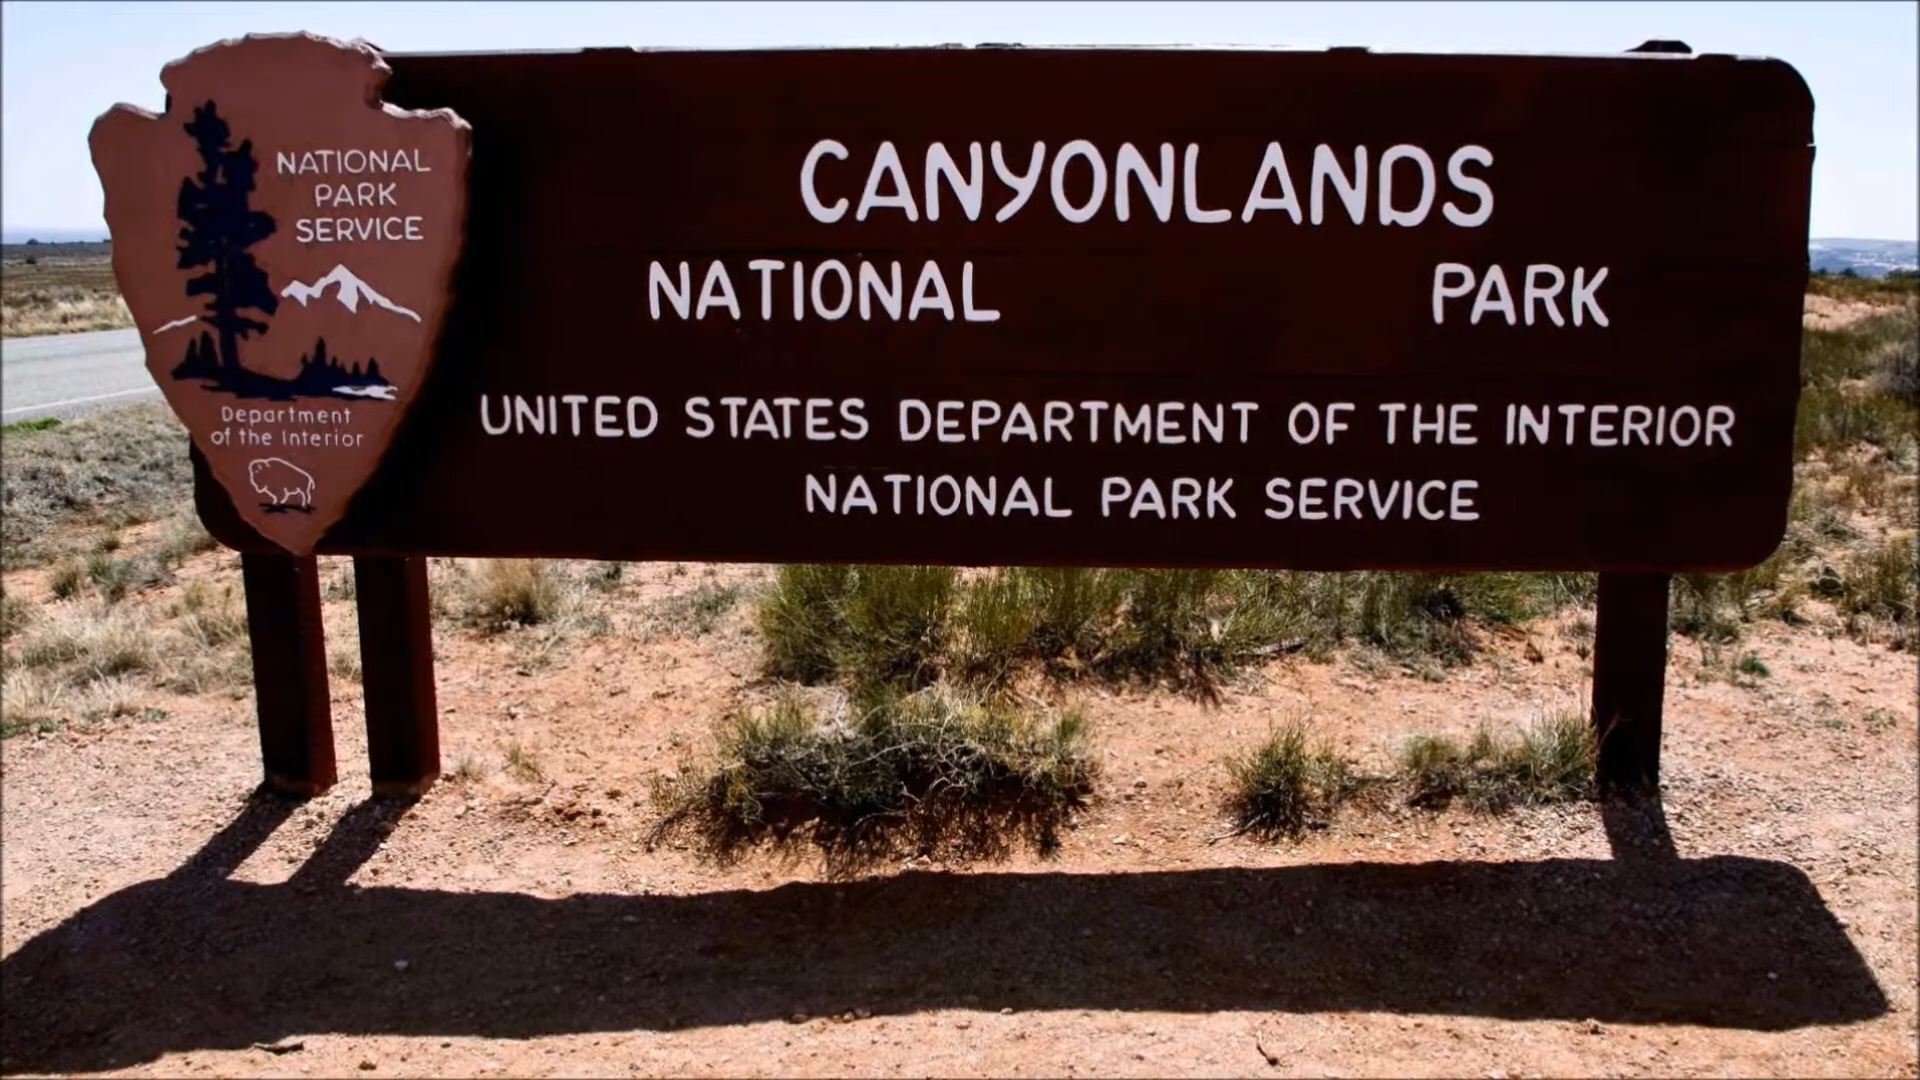 NATIONAL
PARK
SERVICE
Department
of the Interior
CANYONLANDS
NATIONAL PARK
UNITED STATES DEPARTMENT OF THE INTERIOR
NATIONAL PARK SERVICE